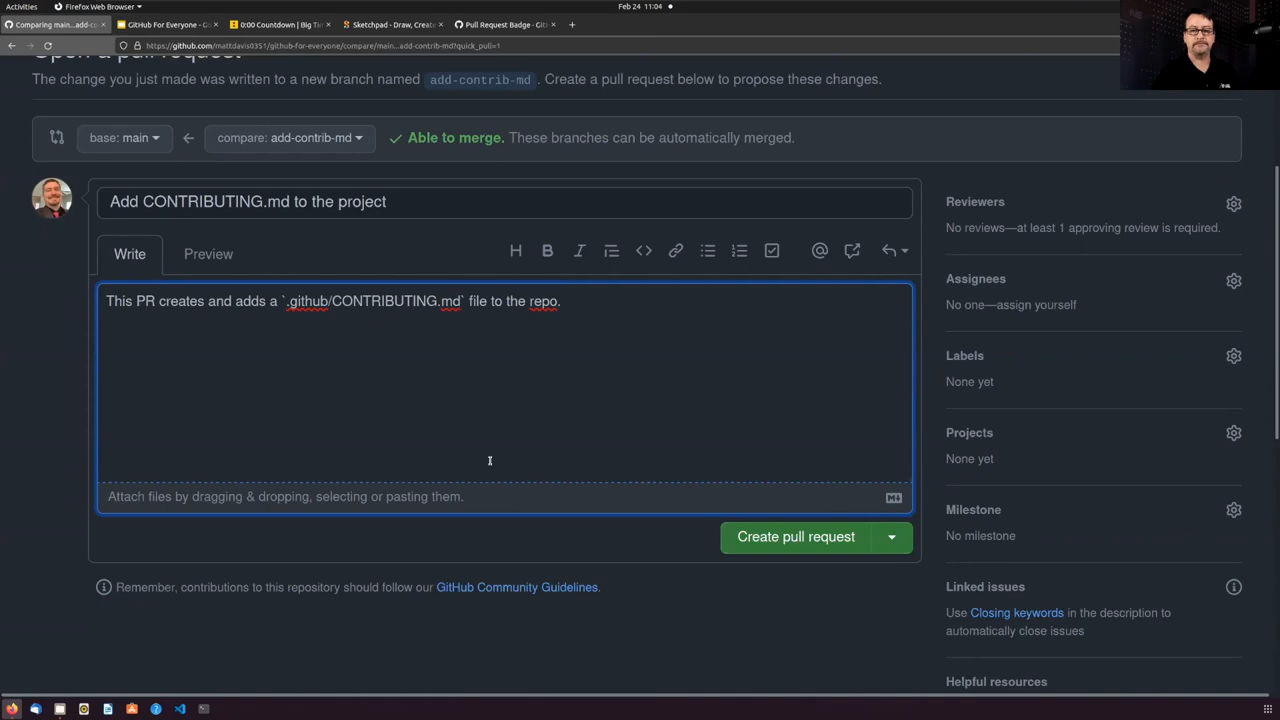 Activities
Firefox Web Browser
Feb 24 11:04
Comparing main...add-co
GitHub For Everyone - G
0:00 Countdown | Big Ti
Sketchpad - Draw, Create
Pull Request Badge - Git
https://github.com/mattdavis0351/github-for-everyone/compare/main...add-contrib-md?quick_pull=1
Open a pull request
The change you just made was written to a new branch named add-contrib-md. Create a pull request below to propose these changes.
base: main
compare: add-contrib-md
Able to merge. These branches can be automatically merged.
Add CONTRIBUTING.md to the project
Write
Preview
This PR creates and adds a `.github/CONTRIBUTING.md` file to the repo.
Attach files by dragging & dropping, selecting or pasting them.
Create pull request
Remember, contributions to this repository should follow our GitHub Community Guidelines.
Reviewers
No reviews—at least 1 approving review is required.
Assignees
No one—assign yourself
Labels
None yet
Projects
None yet
Milestone
No milestone
Linked issues
Use Closing keywords in the description to
automatically close issues
Helpful resources